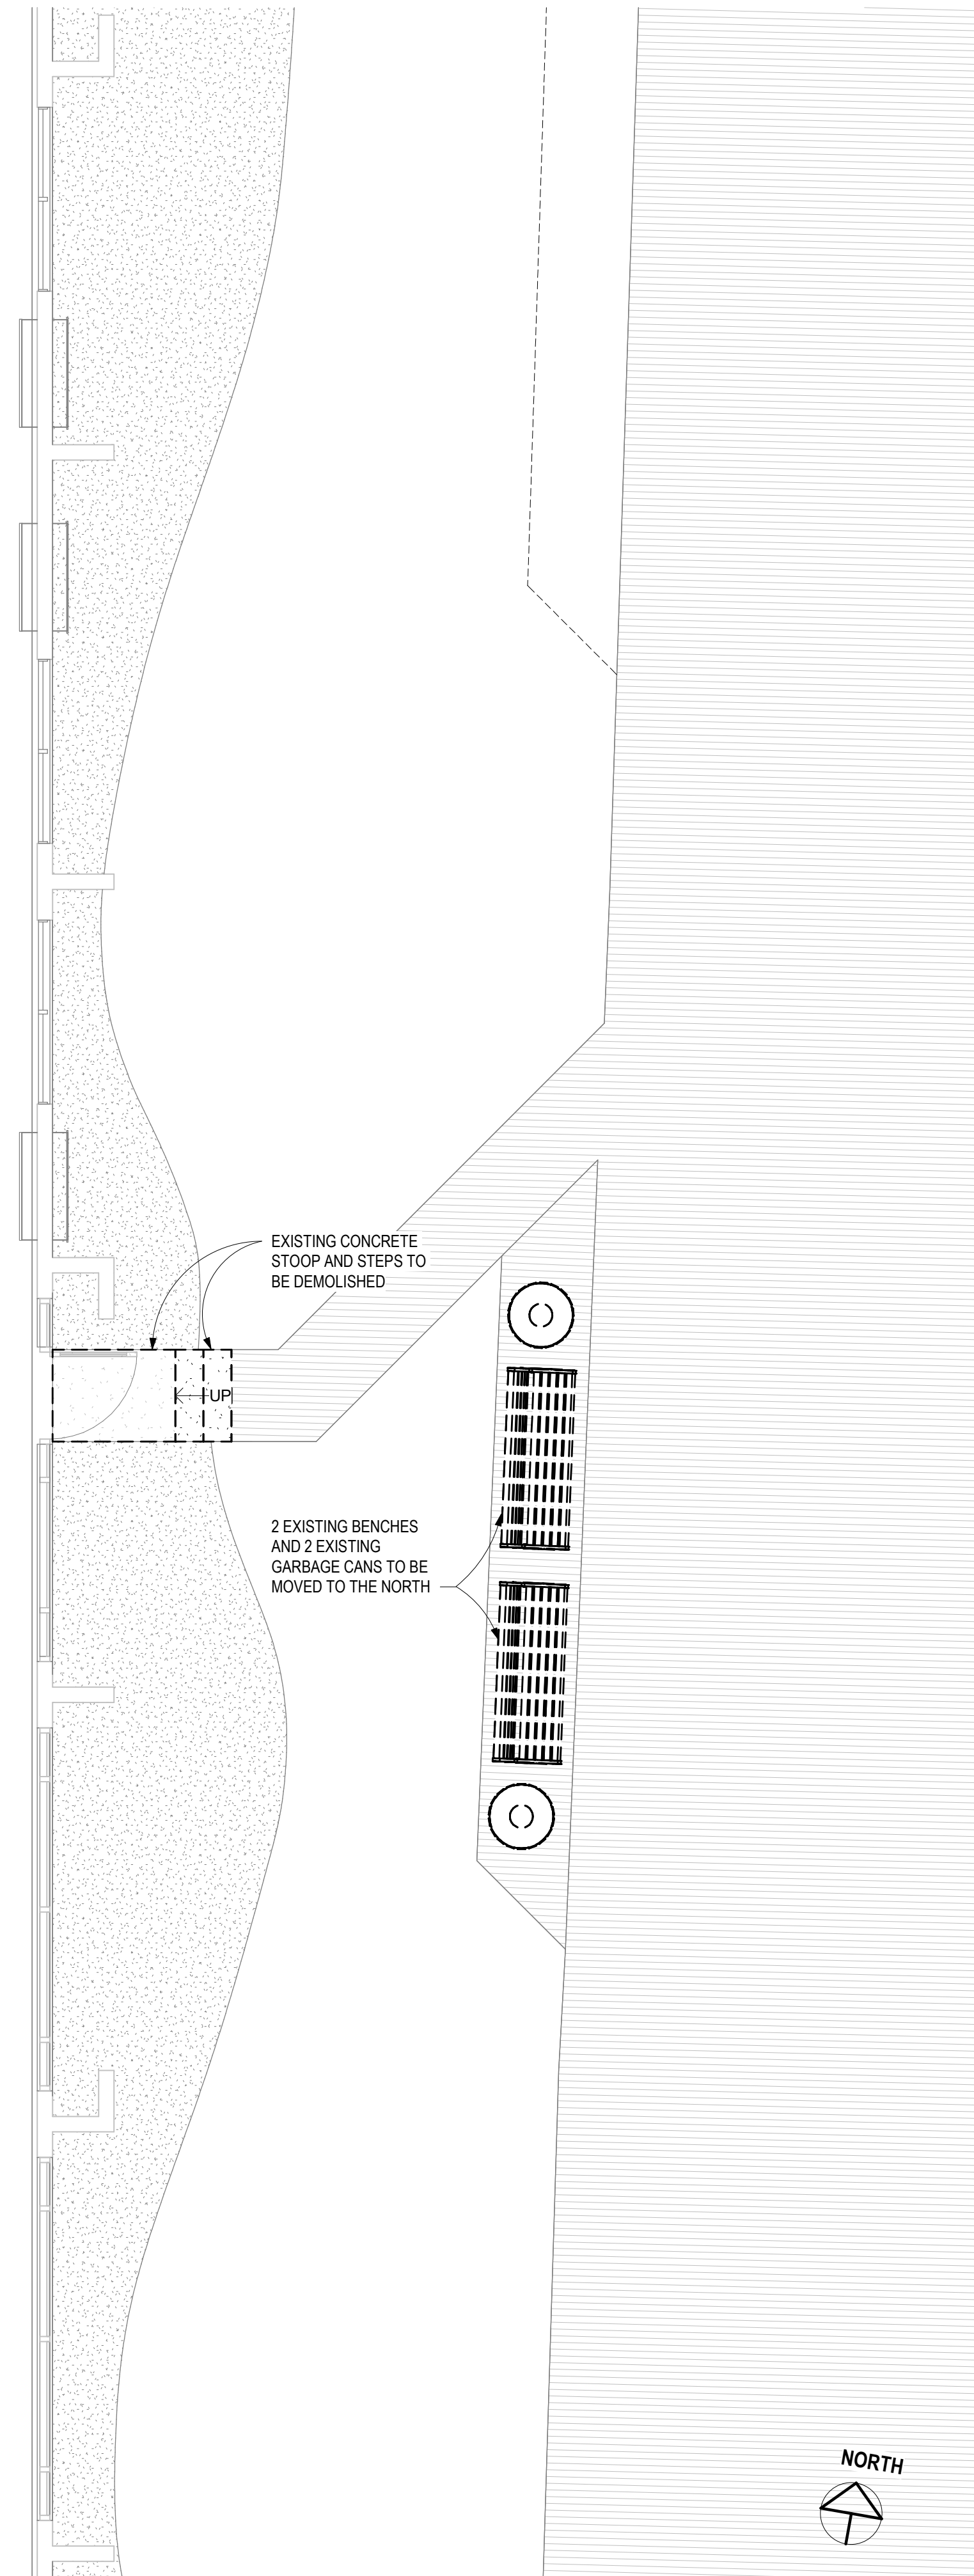 EXISTING CONCRETE
STOOP AND STEPS TO
BE DEMOLISHED
UP
2 EXISTING BENCHES
AND 2 EXISTING
GARBAGE CANS TO BE
MOVED TO THE NORTH
NORTH